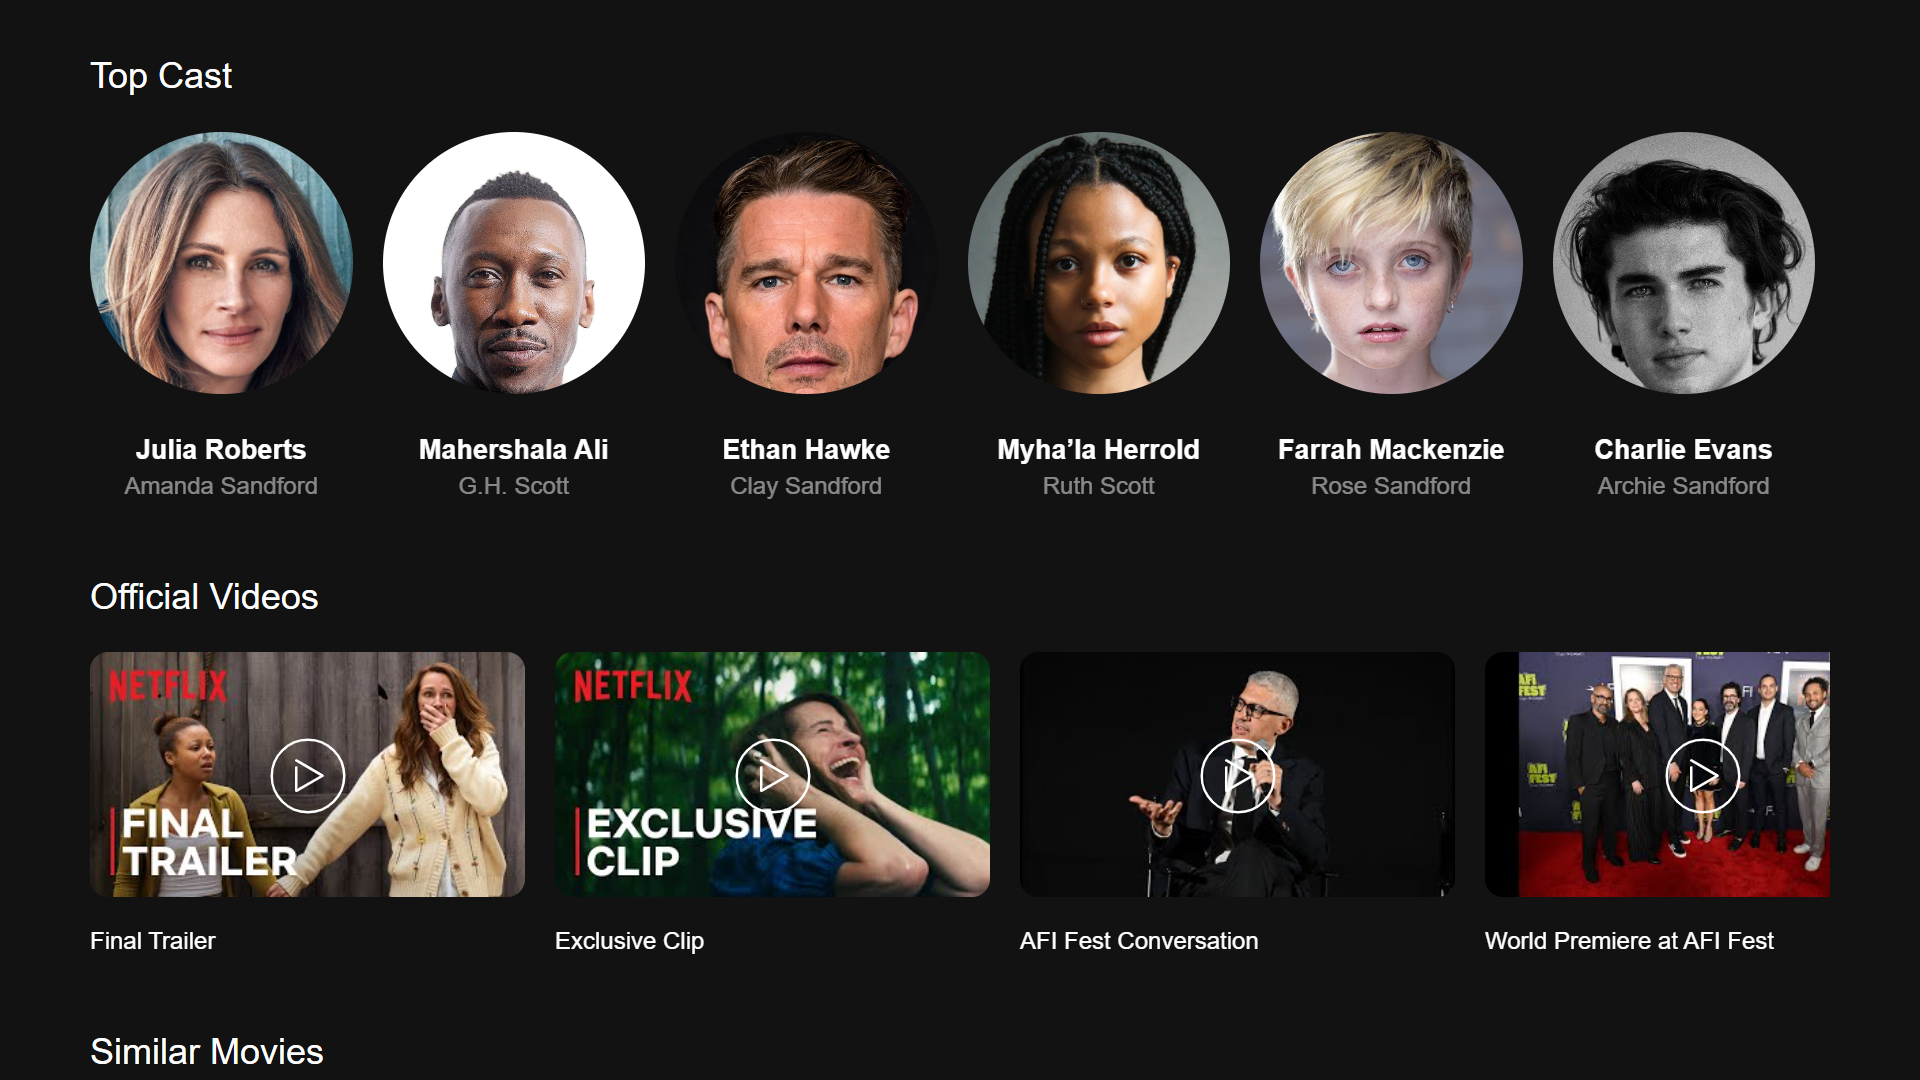 Top Cast
Julia Roberts
Amanda Sandford
Mahershala Ali
G.H. Scott
Ethan Hawke
Clay Sandford
Myha’la Herrold
Ruth Scott
Farrah Mackenzie
Rose Sandford
Charlie Evans
Archie Sandford
Official Videos
NETFLIX
FINAL
TRAILER
Final Trailer
NETFLIX
EXCLUSIVE
CLIP
Exclusive Clip
AFI Fest Conversation
AFI
FEST
AFI
FEST
World Premiere at AFI Fest
Similar Movies